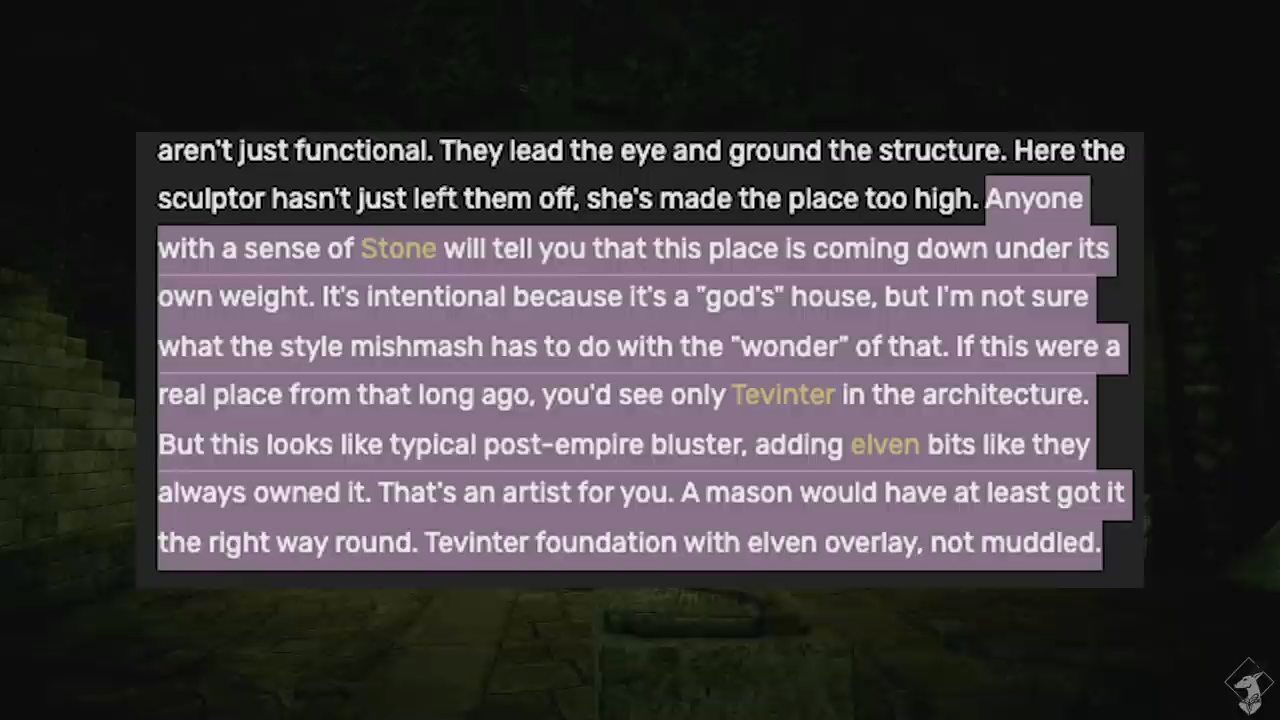 aren't just functional. They lead the eye and ground the structure. Here the
sculptor hasn't just left them off, she's made the place too high. Anyone
with a sense of Stone will tell you that this place is coming down under its
own weight. It's intentional because it's a "god's" house, but I'm not sure
what the style mishmash has to do with the "wonder" of that. If this were a
real place from that long ago, you'd see only Tevinter in the architecture.
But this looks like typical post-empire bluster, adding elven bits like they
always owned it. That's an artist for you. A mason would have at least got it
the right way round. Tevinter foundation with elven overlay, not muddled.